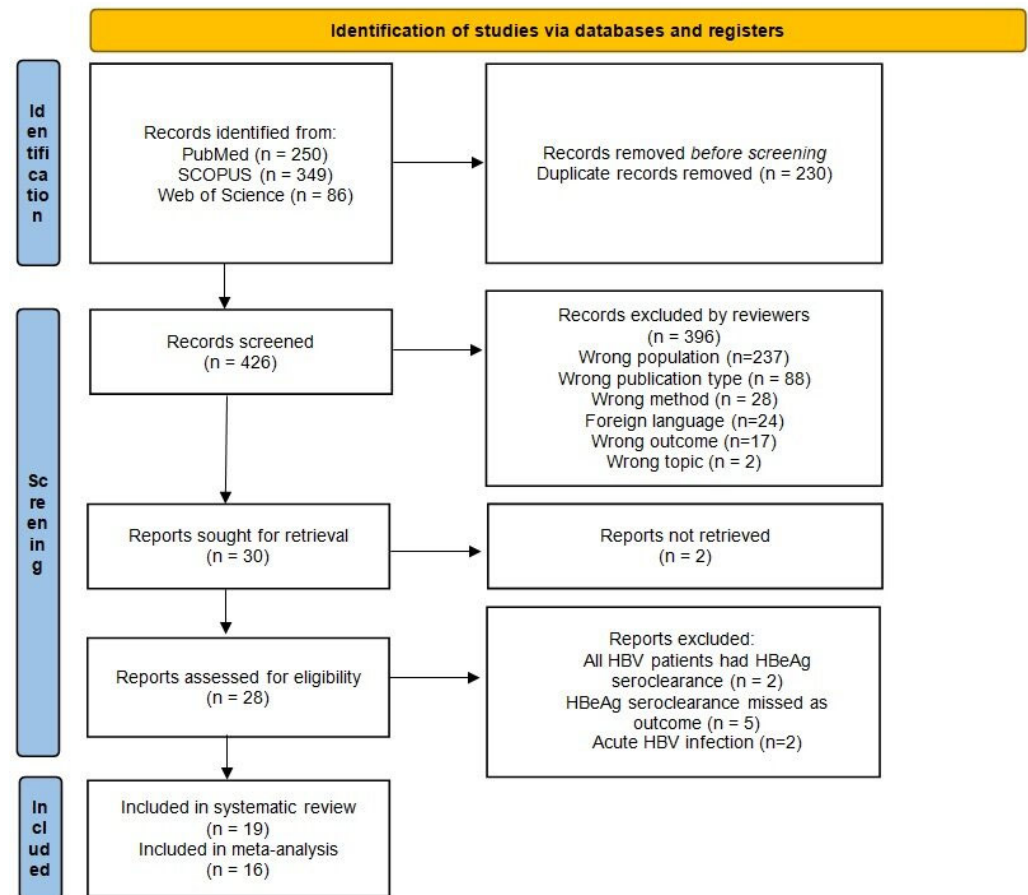 Identification of studies via databases and registers
Id
en
tifi
ca
tio
n
Records identified from:
PubMed (n = 250)
SCOPUS (n = 349)
Web of Science (n = 86)
Records removed before screening
Duplicate records removed (n = 230)
Sc
re
en
in
g
Records screened
(n = 426)
Records excluded by reviewers
(n = 396)
Wrong population (n=237)
Wrong publication type (n = 88)
Wrong method (n = 28)
Foreign language (n=24)
Wrong outcome (n=17)
Wrong topic (n = 2)
Reports sought for retrieval
(n = 30)
Reports not retrieved
(n = 2)
Reports assessed for eligibility
(n = 28)
Reports excluded:
All HBV patients had HBeAg
seroclearance (n = 2)
HBeAg seroclearance missed as
outcome (n = 5)
Acute HBV infection (n=2)
In
cl
ud
ed
Included in systematic review
(n = 19)
Included in meta-analysis
(n = 16)